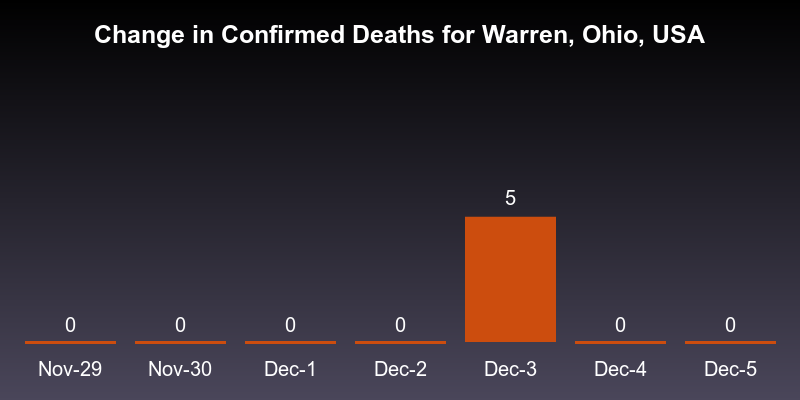 Change in Confirmed Deaths for Warren, Ohio, USA
5
0 0 0 0 0 0
Nov-29 Nov-30 Dec-1 Dec-2 Dec-3 Dec-4 Dec-5